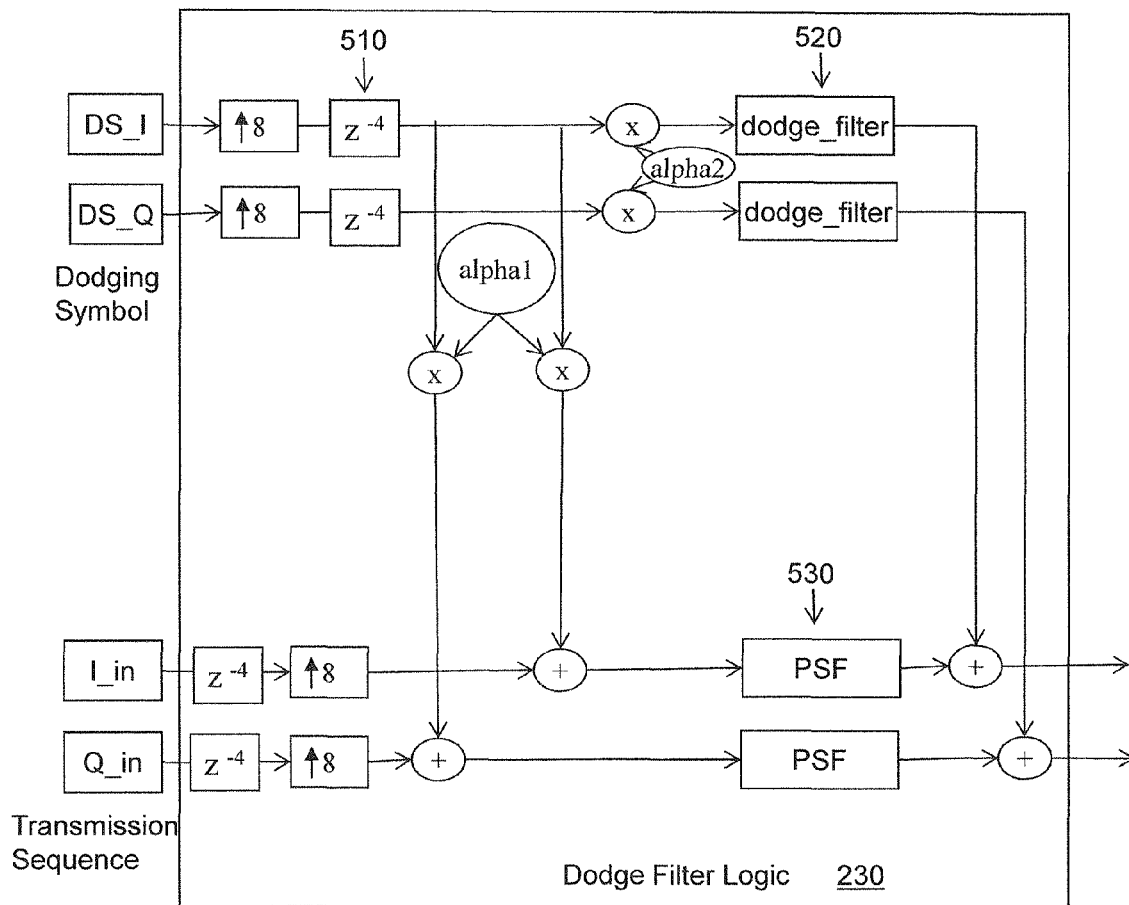 510
520
DS_I
↑8
z⁻⁴
x
dodge_filter
alpha2
DS_Q
↑8
z⁻⁴
x
dodge_filter
Dodging
Symbol
alpha1
x
x
530
I_in
z⁻⁴
↑8
+
PSF
+
Q_in
z⁻⁴
↑8
+
PSF
+
Transmission
Sequence
Dodge Filter Logic 230